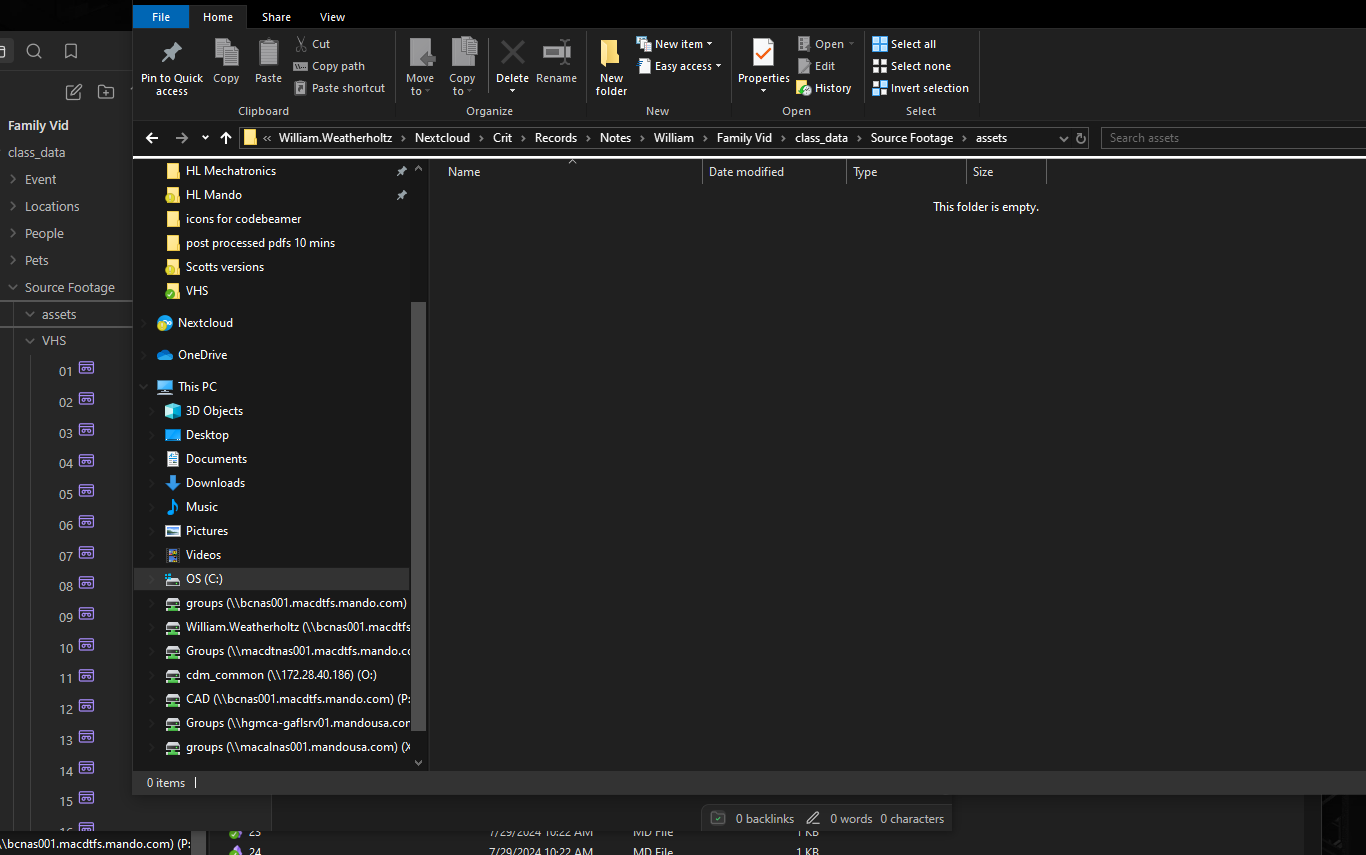 File Home Share View
Pin to Quick access
Copy
Paste
Cut
Copy path
Paste shortcut
Clipboard
Move to
Copy to
Delete
Rename
Organize
New folder
New item
Easy access
New
Properties
Open
Edit
History
Open
Select all
Select none
Invert selection
Select
« William.Weatherholtz > Nextcloud > Crit > Records > Notes > William > Family Vid > class_data > Source Footage > assets
Search assets
Family Vid
class_data
Event
Locations
People
Pets
Source Footage
assets
VHS
01
02
03
04
05
06
07
08
09
10
11
12
13
14
15
16
HL Mechatronics
HL Mando
icons for codebeamer
post processed pdfs 10 mins
Scotts versions
VHS
Nextcloud
OneDrive
This PC
3D Objects
Desktop
Documents
Downloads
Music
Pictures
Videos
OS (C:)
groups (\\bcnas001.macdtfs.mando.com)
William.Weatherholtz (\\bcnas001.macdtfs
Groups (\\macdtnas001.macdtfs.mando.co
cdm_common (\\172.28.40.186) (O:)
CAD (\\bcnas001.macdtfs.mando.com) (P:
Groups (\\hgmca-gaflsrv01.mandousa.com
groups (\\macalnas001.mandousa.com) (X
Name Date modified Type Size
This folder is empty.
0 items
0 backlinks 0 words 0 characters
\\bcnas001.macdtfs.mando.com) (P:
23 7/29/2024 10:22 AM MD File 1 KB
24 7/29/2024 10:22 AM MD File 1 KB